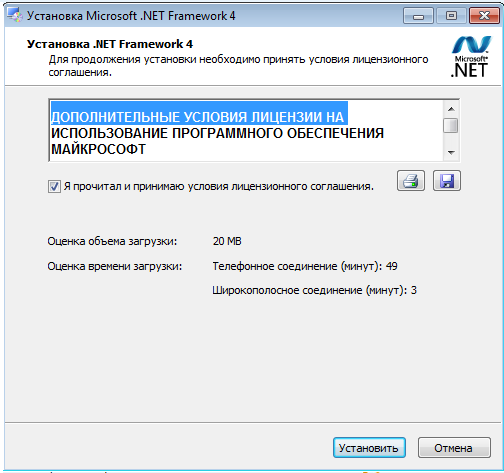 Установка Microsoft .NET Framework 4
Установка .NET Framework 4
Для продолжения установки необходимо принять условия лицензионного
соглашения.
Microsoft®
.NET
ДОПОЛНИТЕЛЬНЫЕ УСЛОВИЯ ЛИЦЕНЗИИ НА
ИСПОЛЬЗОВАНИЕ ПРОГРАММНОГО ОБЕСПЕЧЕНИЯ
МАЙКРОСОФТ
Я прочитал и принимаю условия лицензионного соглашения.
Оценка объема загрузки: 20 MB
Оценка времени загрузки: Телефонное соединение (минут): 49
Широкополосное соединение (минут): 3
Установить Отмена